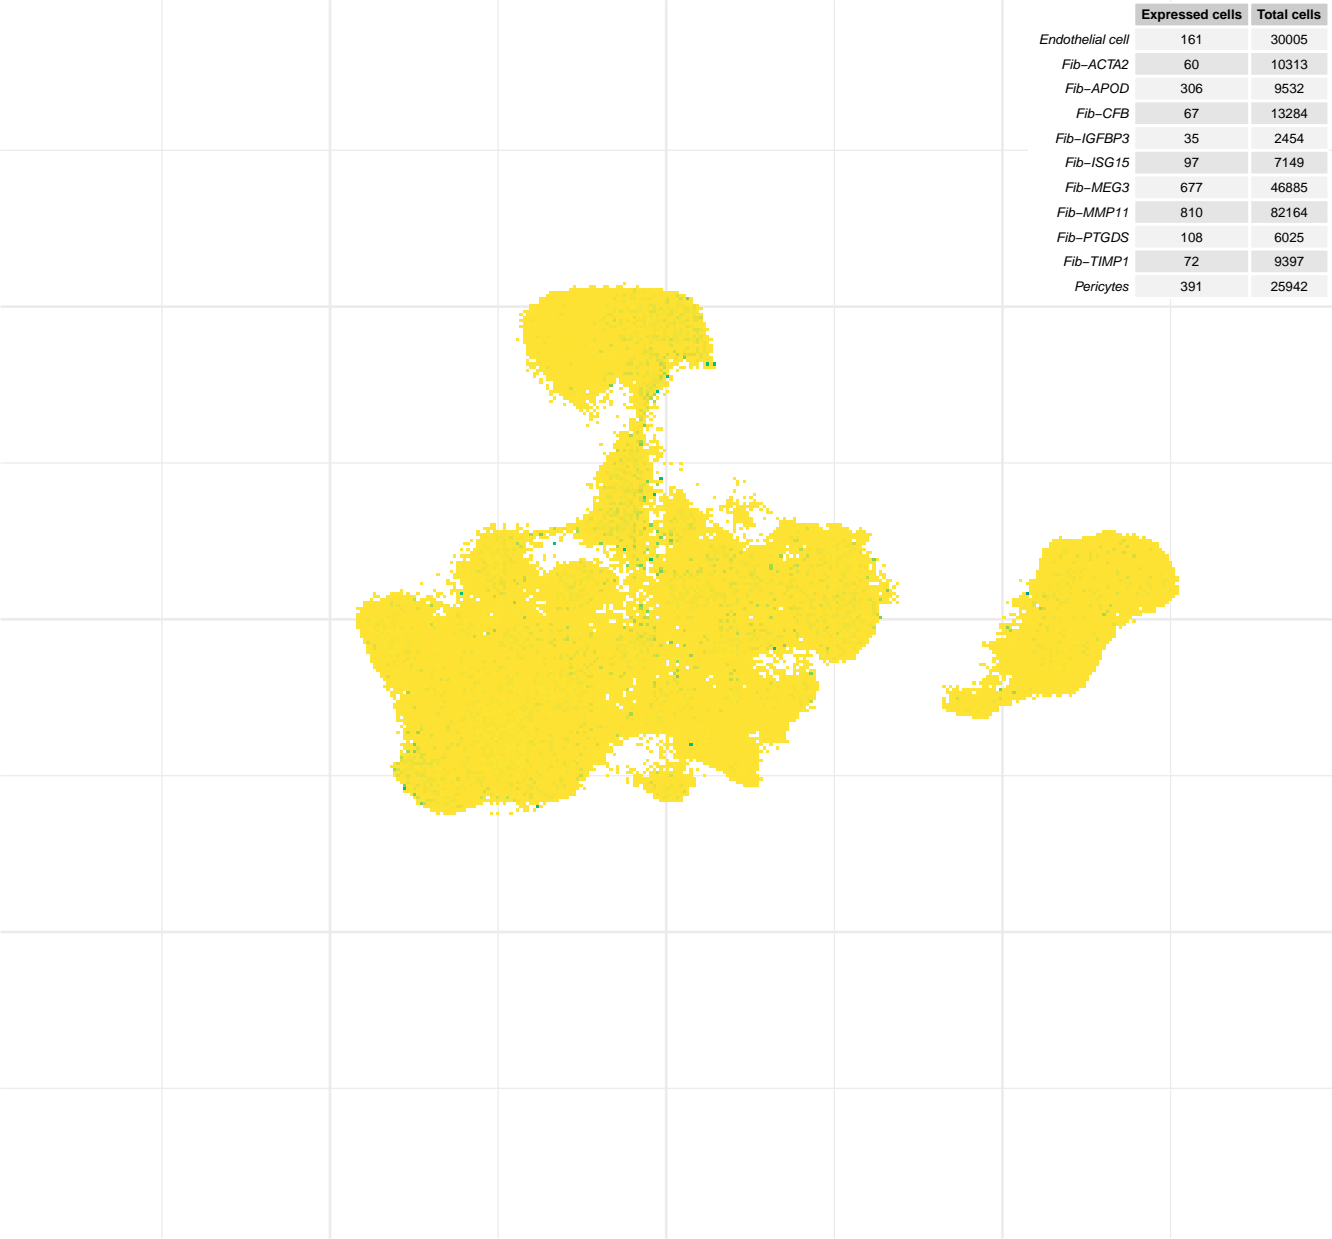 Expressed cells Total cells
Endothelial cell 161 30005
Fib−ACTA2 60 10313
Fib−APOD 306 9532
Fib−CFB 67 13284
Fib−IGFBP3 35 2454
Fib−ISG15 97 7149
Fib−MEG3 677 46885
Fib−MMP11 810 82164
Fib−PTGDS 108 6025
Fib−TIMP1 72 9397
Pericytes 391 25942